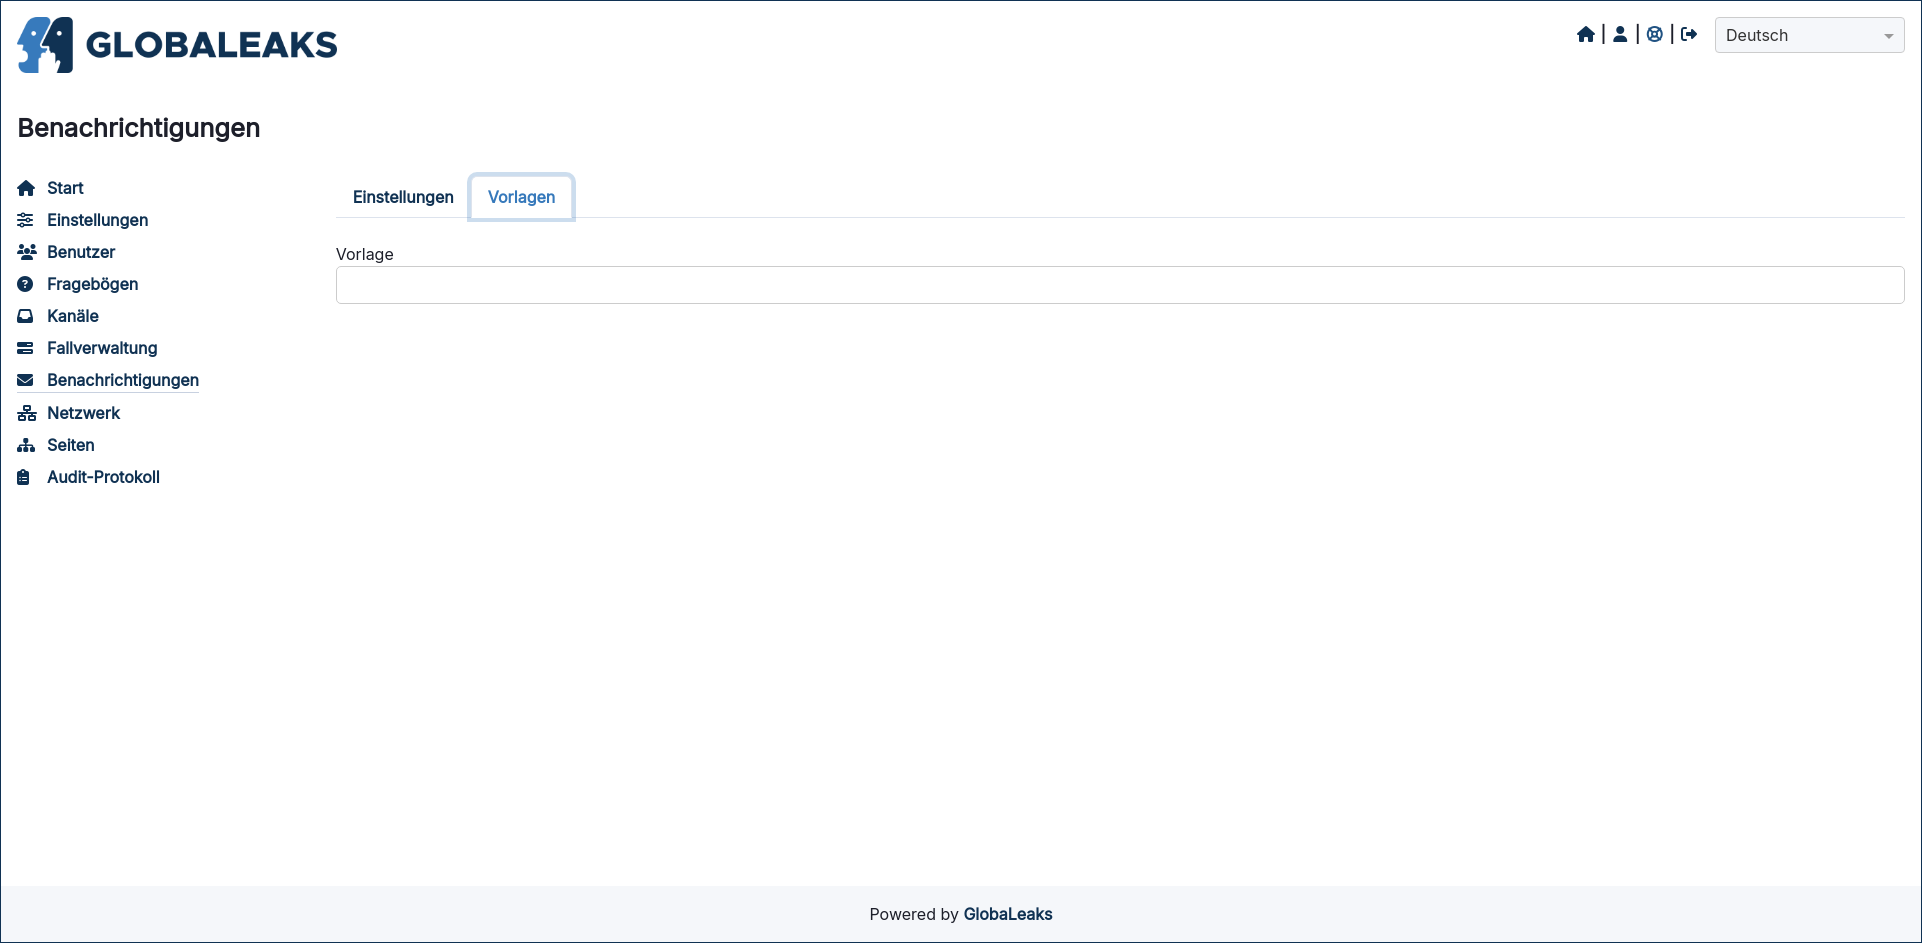 GLOBALEAKS
Deutsch
Benachrichtigungen
Start
Einstellungen
Benutzer
Fragebögen
Kanäle
Fallverwaltung
Benachrichtigungen
Netzwerk
Seiten
Audit-Protokoll
Einstellungen
Vorlagen
Vorlage
Powered by GlobaLeaks